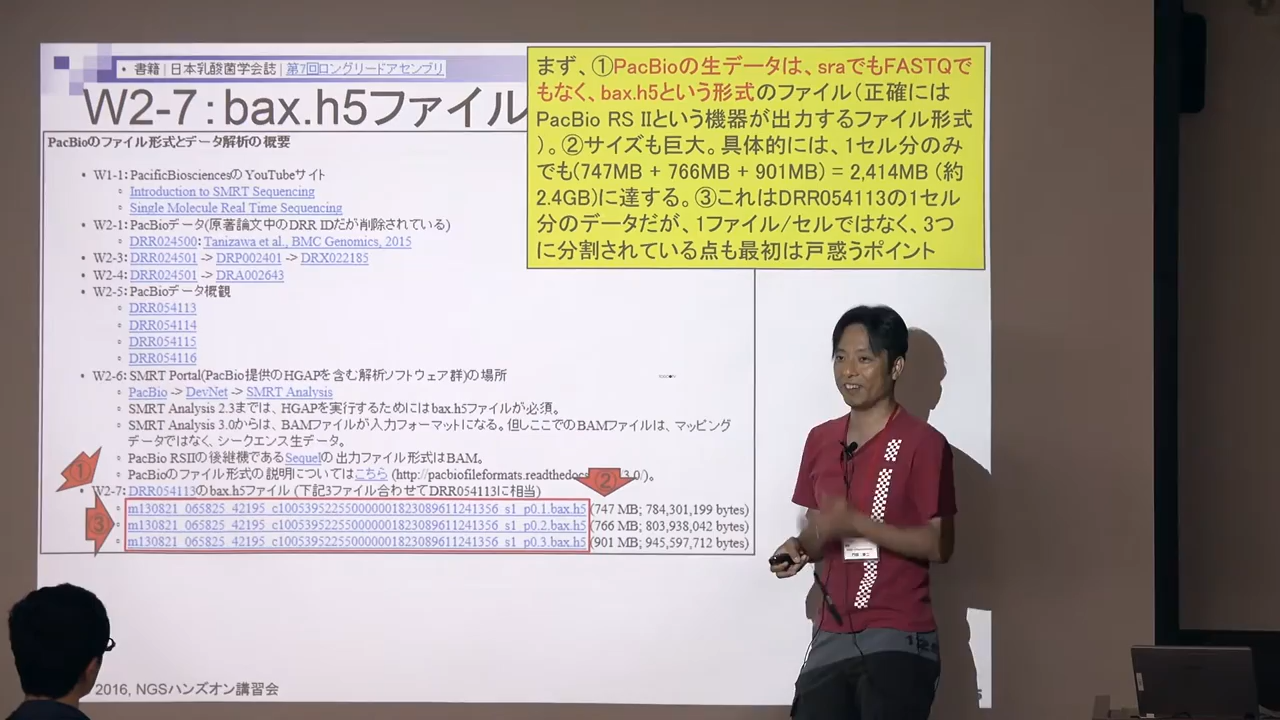 • 書籍 | 日本乳酸菌学会誌 | 第7回ロングリードアセンブリ
W2-7：bax.h5ファイル
まず、①PacBioの生データは、sraでもFASTQで
もなく、bax.h5という形式のファイル（正確には
PacBio RS IIという機器が出力するファイル形式
）。②サイズも巨大。具体的には、1セル分のみ
でも(747MB + 766MB + 901MB) = 2,414MB (約
2.4GB)に達する。③これはDRR054113の1セル
分のデータだが、1ファイル/セルではなく、3つ
に分割されている点も最初は戸惑うポイント
PacBioのファイル形式とデータ解析の概要
• W1-1: PacificBiosciencesのYouTubeサイト
◦ Introduction to SMRT Sequencing
◦ Single Molecule Real Time Sequencing
• W2-1: PacBioデータ(原著論文中のDRR IDだが削除されている)
◦ DRR024500: Tanizawa et al., BMC Genomics, 2015
• W2-3: DRR024501 -> DRP002401 -> DRX022185
• W2-4: DRR024501 -> DRA002643
• W2-5: PacBioデータ概観
◦ DRR054113
◦ DRR054114
◦ DRR054115
◦ DRR054116
• W2-6: SMRT Portal(PacBio提供のHGAPを含む解析ソフトウェア群)の場所
◦ PacBio -> DevNet -> SMRT Analysis
◦ SMRT Analysis 2.3までは、HGAPを実行するためにはbax.h5ファイルが必須。
◦ SMRT Analysis 3.0からは、BAMファイルが入力フォーマットになる。但しここでのBAMファイルは、マッピング
データではなく、シークエンス生データ。
◦ PacBio RSIIの後継機であるSequelの出力ファイル形式はBAM。
◦ PacBioのファイル形式の説明についてはこちら (http://pacbiofileformats.readthedocs 3.0/)。
① ②
W2-7: DRR054113のbax.h5ファイル (下記3ファイル合わせてDRR054113に相当)
③
◦ m130821_065825_42195_c100539522550000001823089611241356_s1_p0.1.bax.h5 (747 MB; 784,301,199 bytes)
◦ m130821_065825_42195_c100539522550000001823089611241356_s1_p0.2.bax.h5 (766 MB; 803,938,042 bytes)
◦ m130821_065825_42195_c100539522550000001823089611241356_s1_p0.3.bax.h5 (901 MB; 945,597,712 bytes)
2016, NGSハンズオン講習会